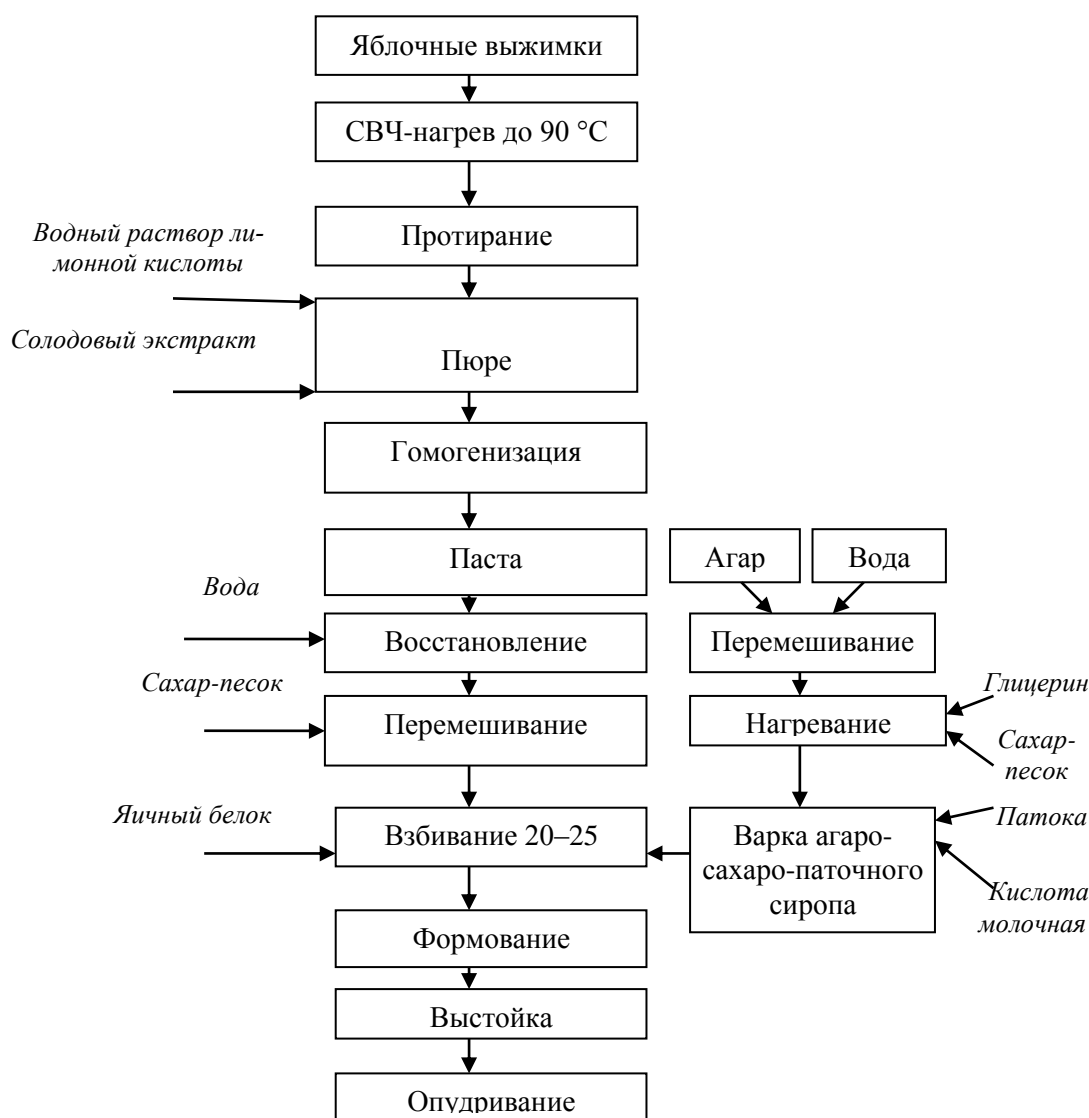 Яблочные выжимки
СВЧ-нагрев до 90 °С
Водный раствор ли-
монной кислоты
Протирание
Солодовый экстракт
Пюре
Гомогенизация
Паста
Агар
Вода
Вода
Восстановление
Перемешивание
Сахар-песок
Перемешивание
Нагревание
Глицерин
Сахар-
песок
Яичный белок
Взбивание 20–25
Варка агаро-
сахаро-паточного
сиропа
Патока
Кислота
молочная
Формование
Выстойка
Опудривание